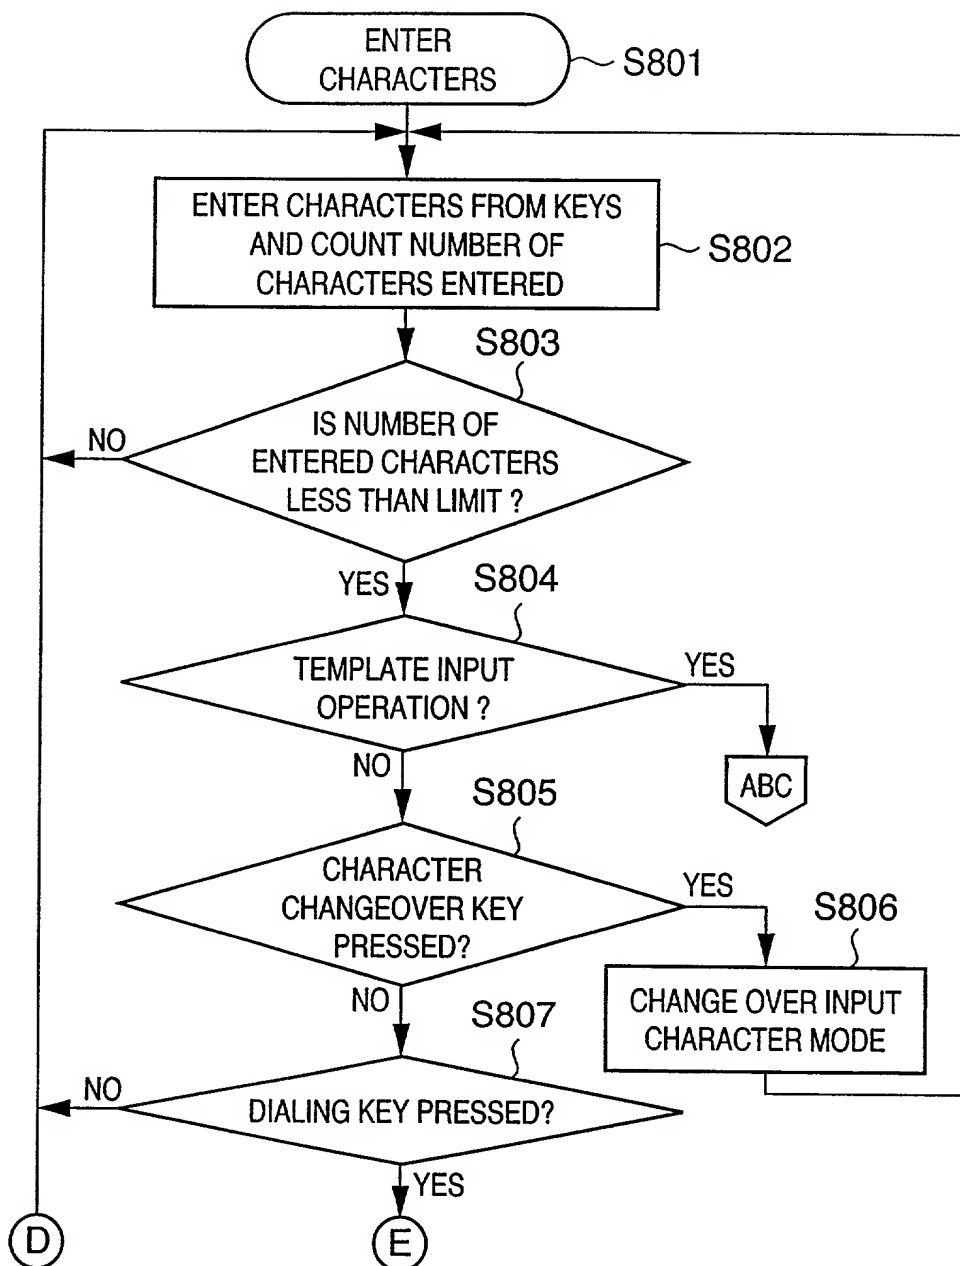 ENTER
CHARACTERS
S801
ENTER CHARACTERS FROM KEYS
AND COUNT NUMBER OF
CHARACTERS ENTERED
S802
S803
IS NUMBER OF
ENTERED CHARACTERS
LESS THAN LIMIT ?
NO
YES
S804
TEMPLATE INPUT
OPERATION ?
YES
NO
ABC
S805
CHARACTER
CHANGEOVER KEY
PRESSED?
YES
S806
NO
CHANGE OVER INPUT
CHARACTER MODE
S807
NO
DIALING KEY PRESSED?
YES
D
E